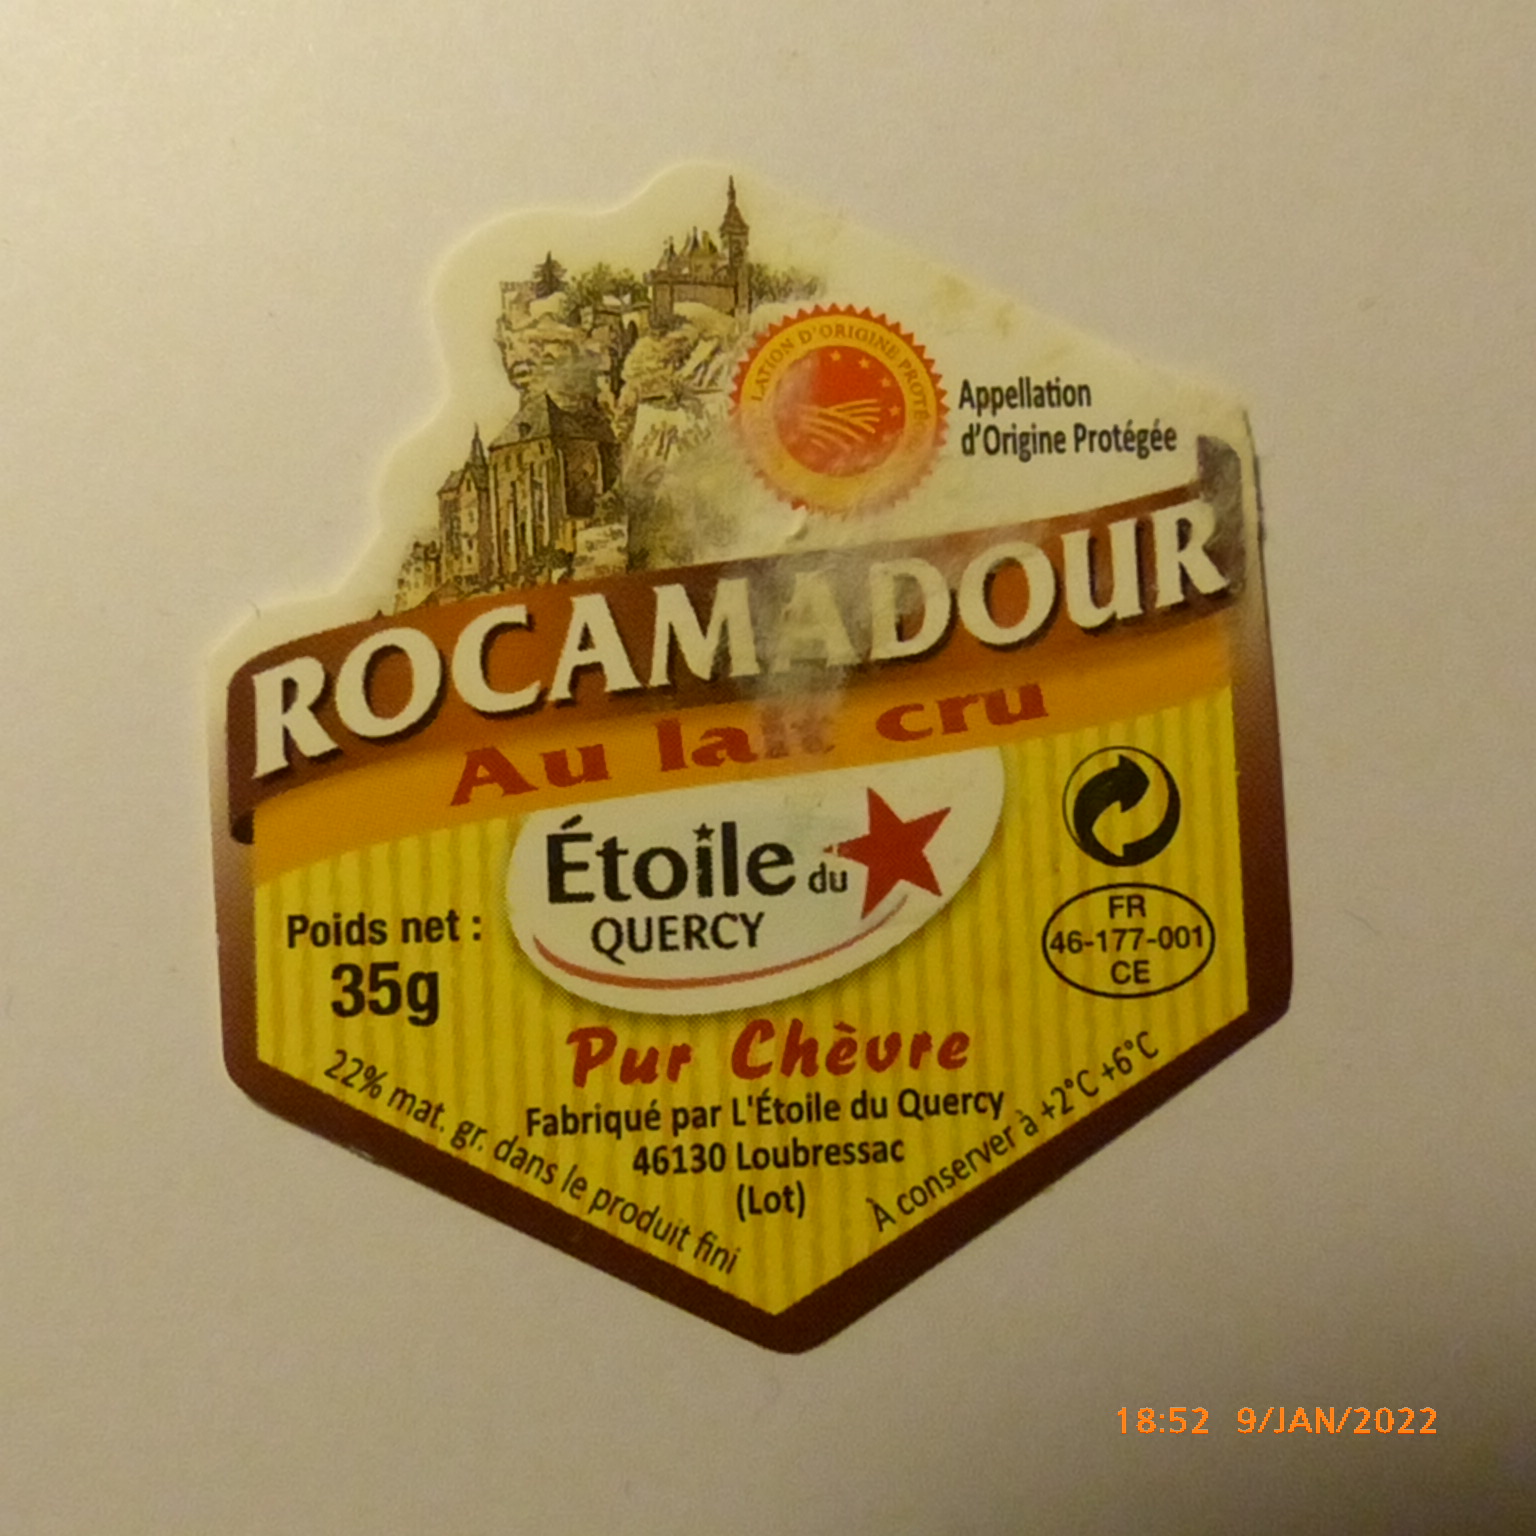 LATION D'ORIGINE PROTÉ
Appellation
d'Origine Protégée
ROCAMADOUR
Au lait cru
Étoile du
QUERCY
Poids net :
35g
FR
46-177-001
CE
Pur Chèvre
Fabriqué par L'Étoile du Quercy
46130 Loubressac
(Lot)
22% mat. gr. dans le produit fini
À conserver à +2°C +6°C
18:52 9/JAN/2022